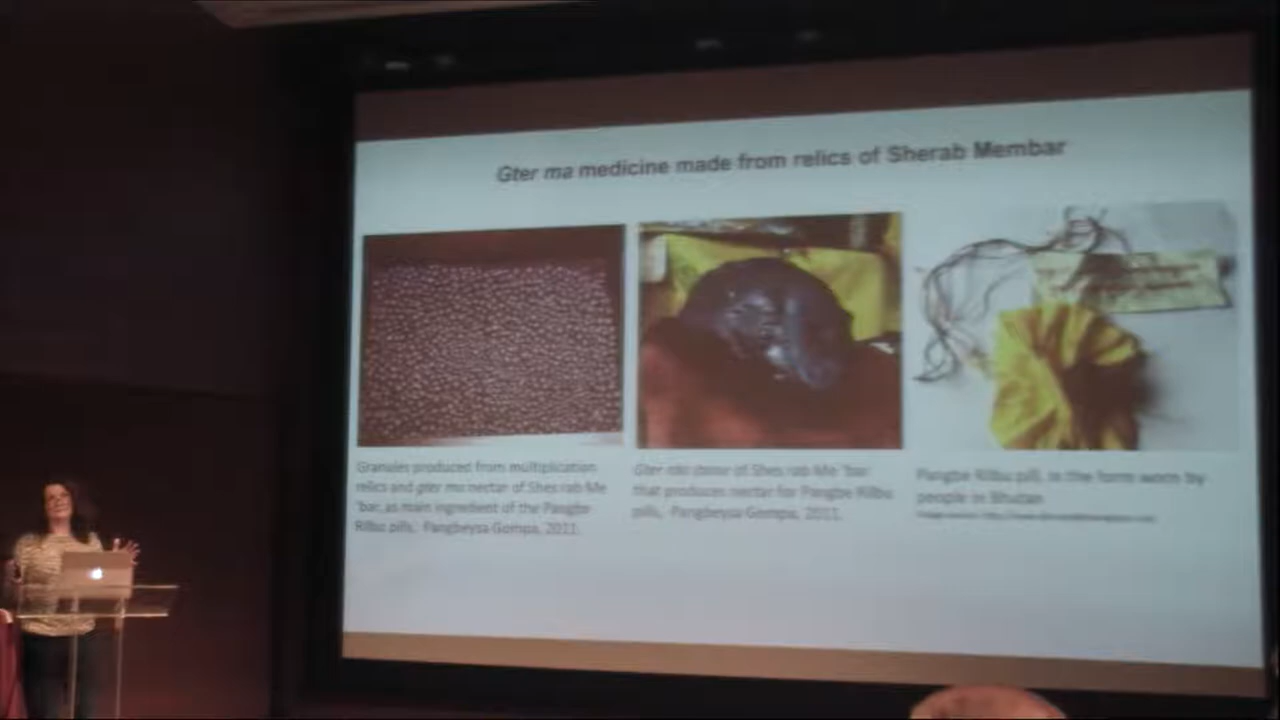 Gter ma medicine made from relics of Sherab Membar
Granules produced from multiplication
relics and gter ma nectar of Shes rab Me
'bar, as main ingredient of the Pangbe
Rilbu pills,' Pangbeysa Gompa, 2011.
Gter of Shes rab Me 'bar
that produces nectar for Pangbe Rilbu
pills, Pangbeysa Gompa, 2011.
Pangbe Rilbu pill, in the form worn by
people in Bhutan